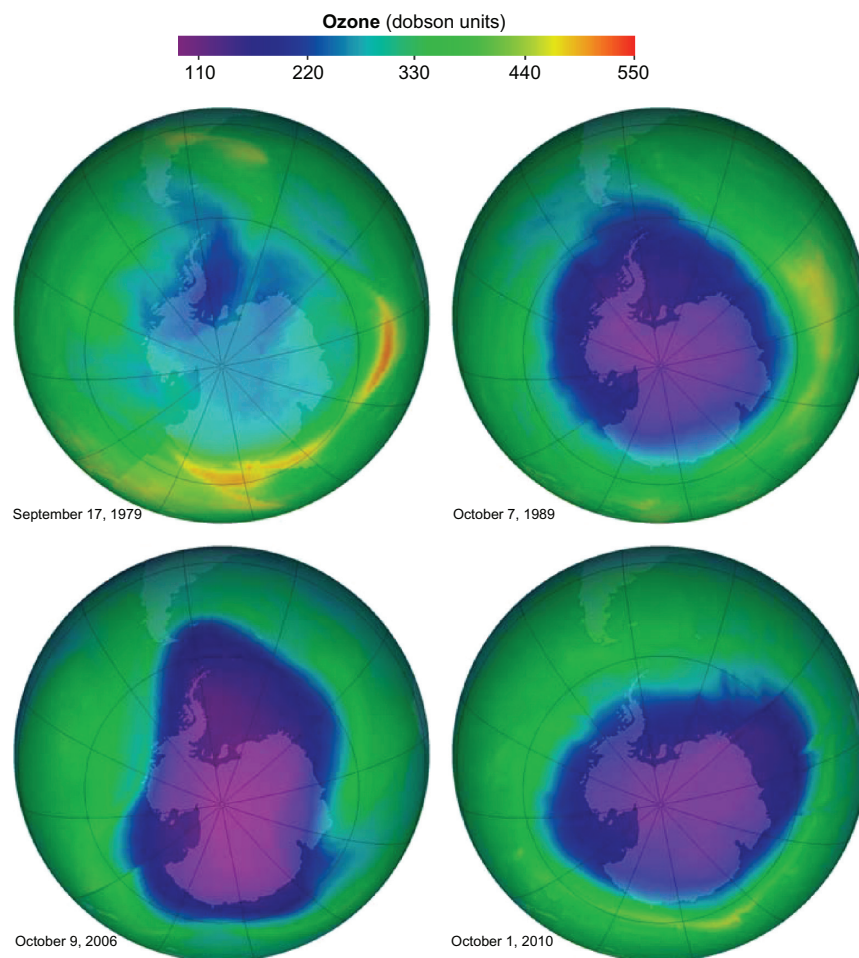 Ozone (dobson units)
110 220 330 440 550
September 17, 1979
October 7, 1989
October 9, 2006
October 1, 2010